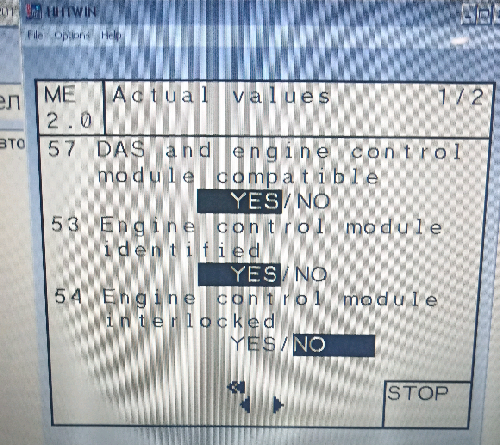 HHTWIN
File Options Help
ME
2.0
Actual values 1/2
57 DAS and engine control
module compatible
YES/NO
53 Engine control module
identified
YES/NO
54 Engine control module
interlocked
YES/NO
STOP